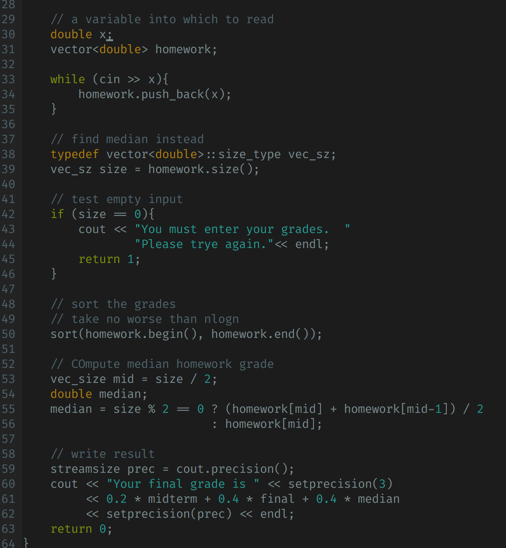 28
29 // a variable into which to read
30 double x;
31 vector<double> homework;
32
33 while (cin >> x){
34 homework.push_back(x);
35 }
36
37 // find median instead
38 typedef vector<double>::size_type vec_sz;
39 vec_sz size = homework.size();
40
41 // test empty input
42 if (size == 0){
43 cout << "You must enter your grades.  "
44 "Please trye again."<< endl;
45 return 1;
46 }
47
48 // sort the grades
49 // take no worse than nlogn
50 sort(homework.begin(), homework.end());
51
52 // COmpute median homework grade
53 vec_size mid = size / 2;
54 double median;
55 median = size % 2 == 0 ? (homework[mid] + homework[mid-1]) / 2
56 : homework[mid];
57
58 // write result
59 streamsize prec = cout.precision();
60 cout << "Your final grade is " << setprecision(3)
61 << 0.2 * midterm + 0.4 * final + 0.4 * median
62 << setprecision(prec) << endl;
63 return 0;
64 }